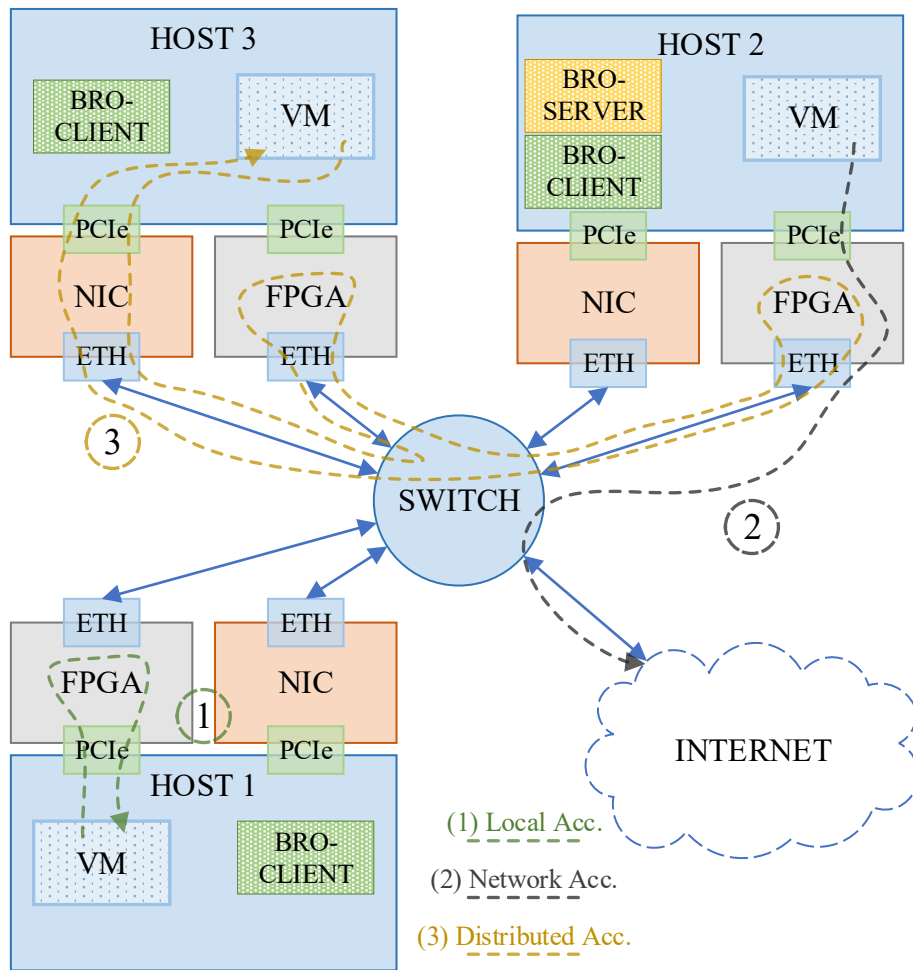 HOST 3
BRO-
CLIENT
VM
PCIe
PCIe
NIC
FPGA
ETH
ETH
3
HOST 2
BRO-
SERVER
BRO-
CLIENT
VM
PCIe
PCIe
NIC
FPGA
ETH
ETH
SWITCH
2
ETH
ETH
FPGA
NIC
1
PCIe
PCIe
HOST 1
VM
BRO-
CLIENT
INTERNET
(1) Local Acc.
(2) Network Acc.
(3) Distributed Acc.